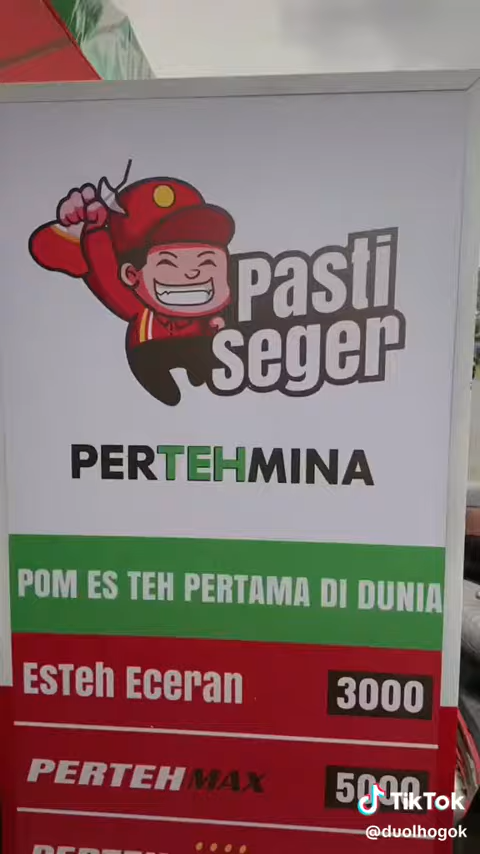 Pasti
seger
PERTEHMINA
POM ES TEH PERTAMA DI DUNIA
EsTeh Eceran 3000
PERTEHMAX 5000
TikTok
@duolhogok